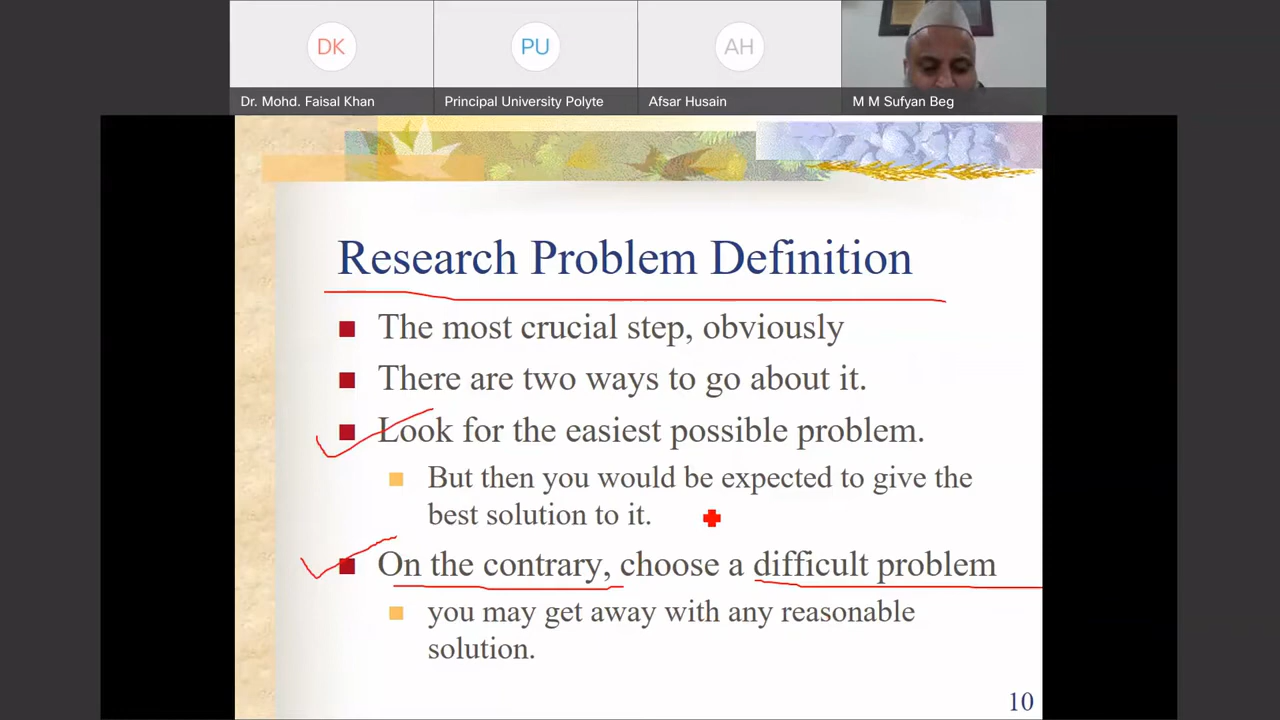 DK
PU
AH
Dr. Mohd. Faisal Khan
Principal University Polyte
Afsar Husain
M M Sufyan Beg
Research Problem Definition
The most crucial step, obviously
There are two ways to go about it.
Look for the easiest possible problem.
But then you would be expected to give the
best solution to it.
On the contrary, choose a difficult problem
you may get away with any reasonable
solution.
10